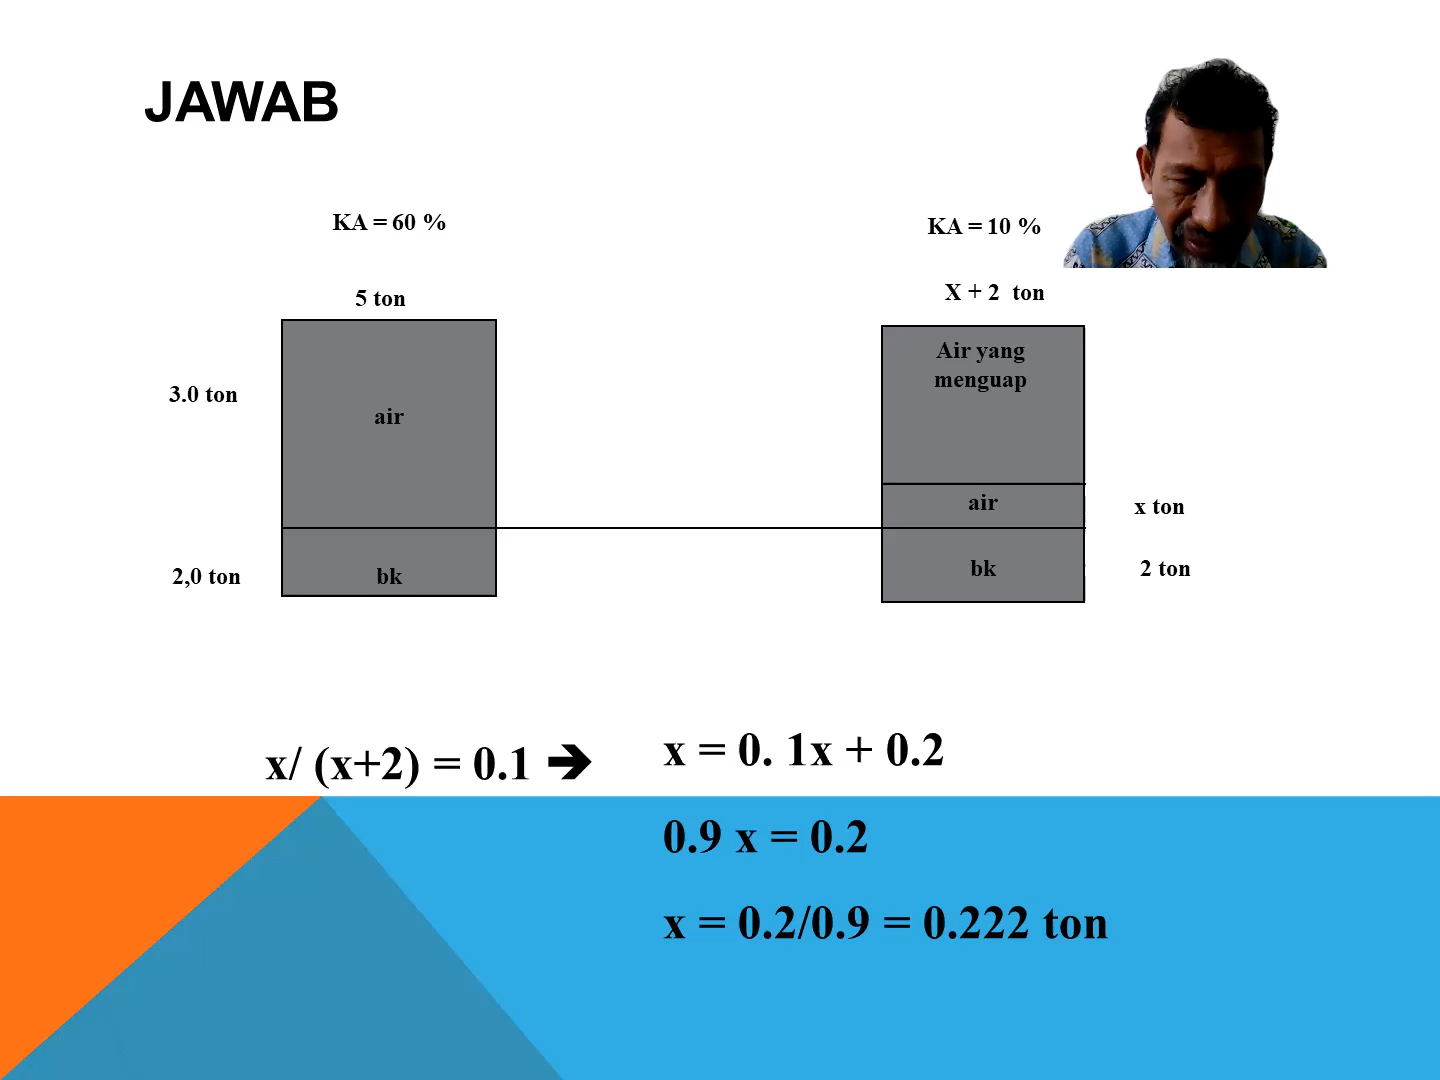 JAWAB
KA = 60 %
KA = 10 %
5 ton
X + 2 ton
3.0 ton
air
Air yang
menguap
air
x ton
2,0 ton
bk
bk
2 ton
x/ (x+2) = 0.1 ➔
x = 0. 1x + 0.2
0.9 x = 0.2
x = 0.2/0.9 = 0.222 ton